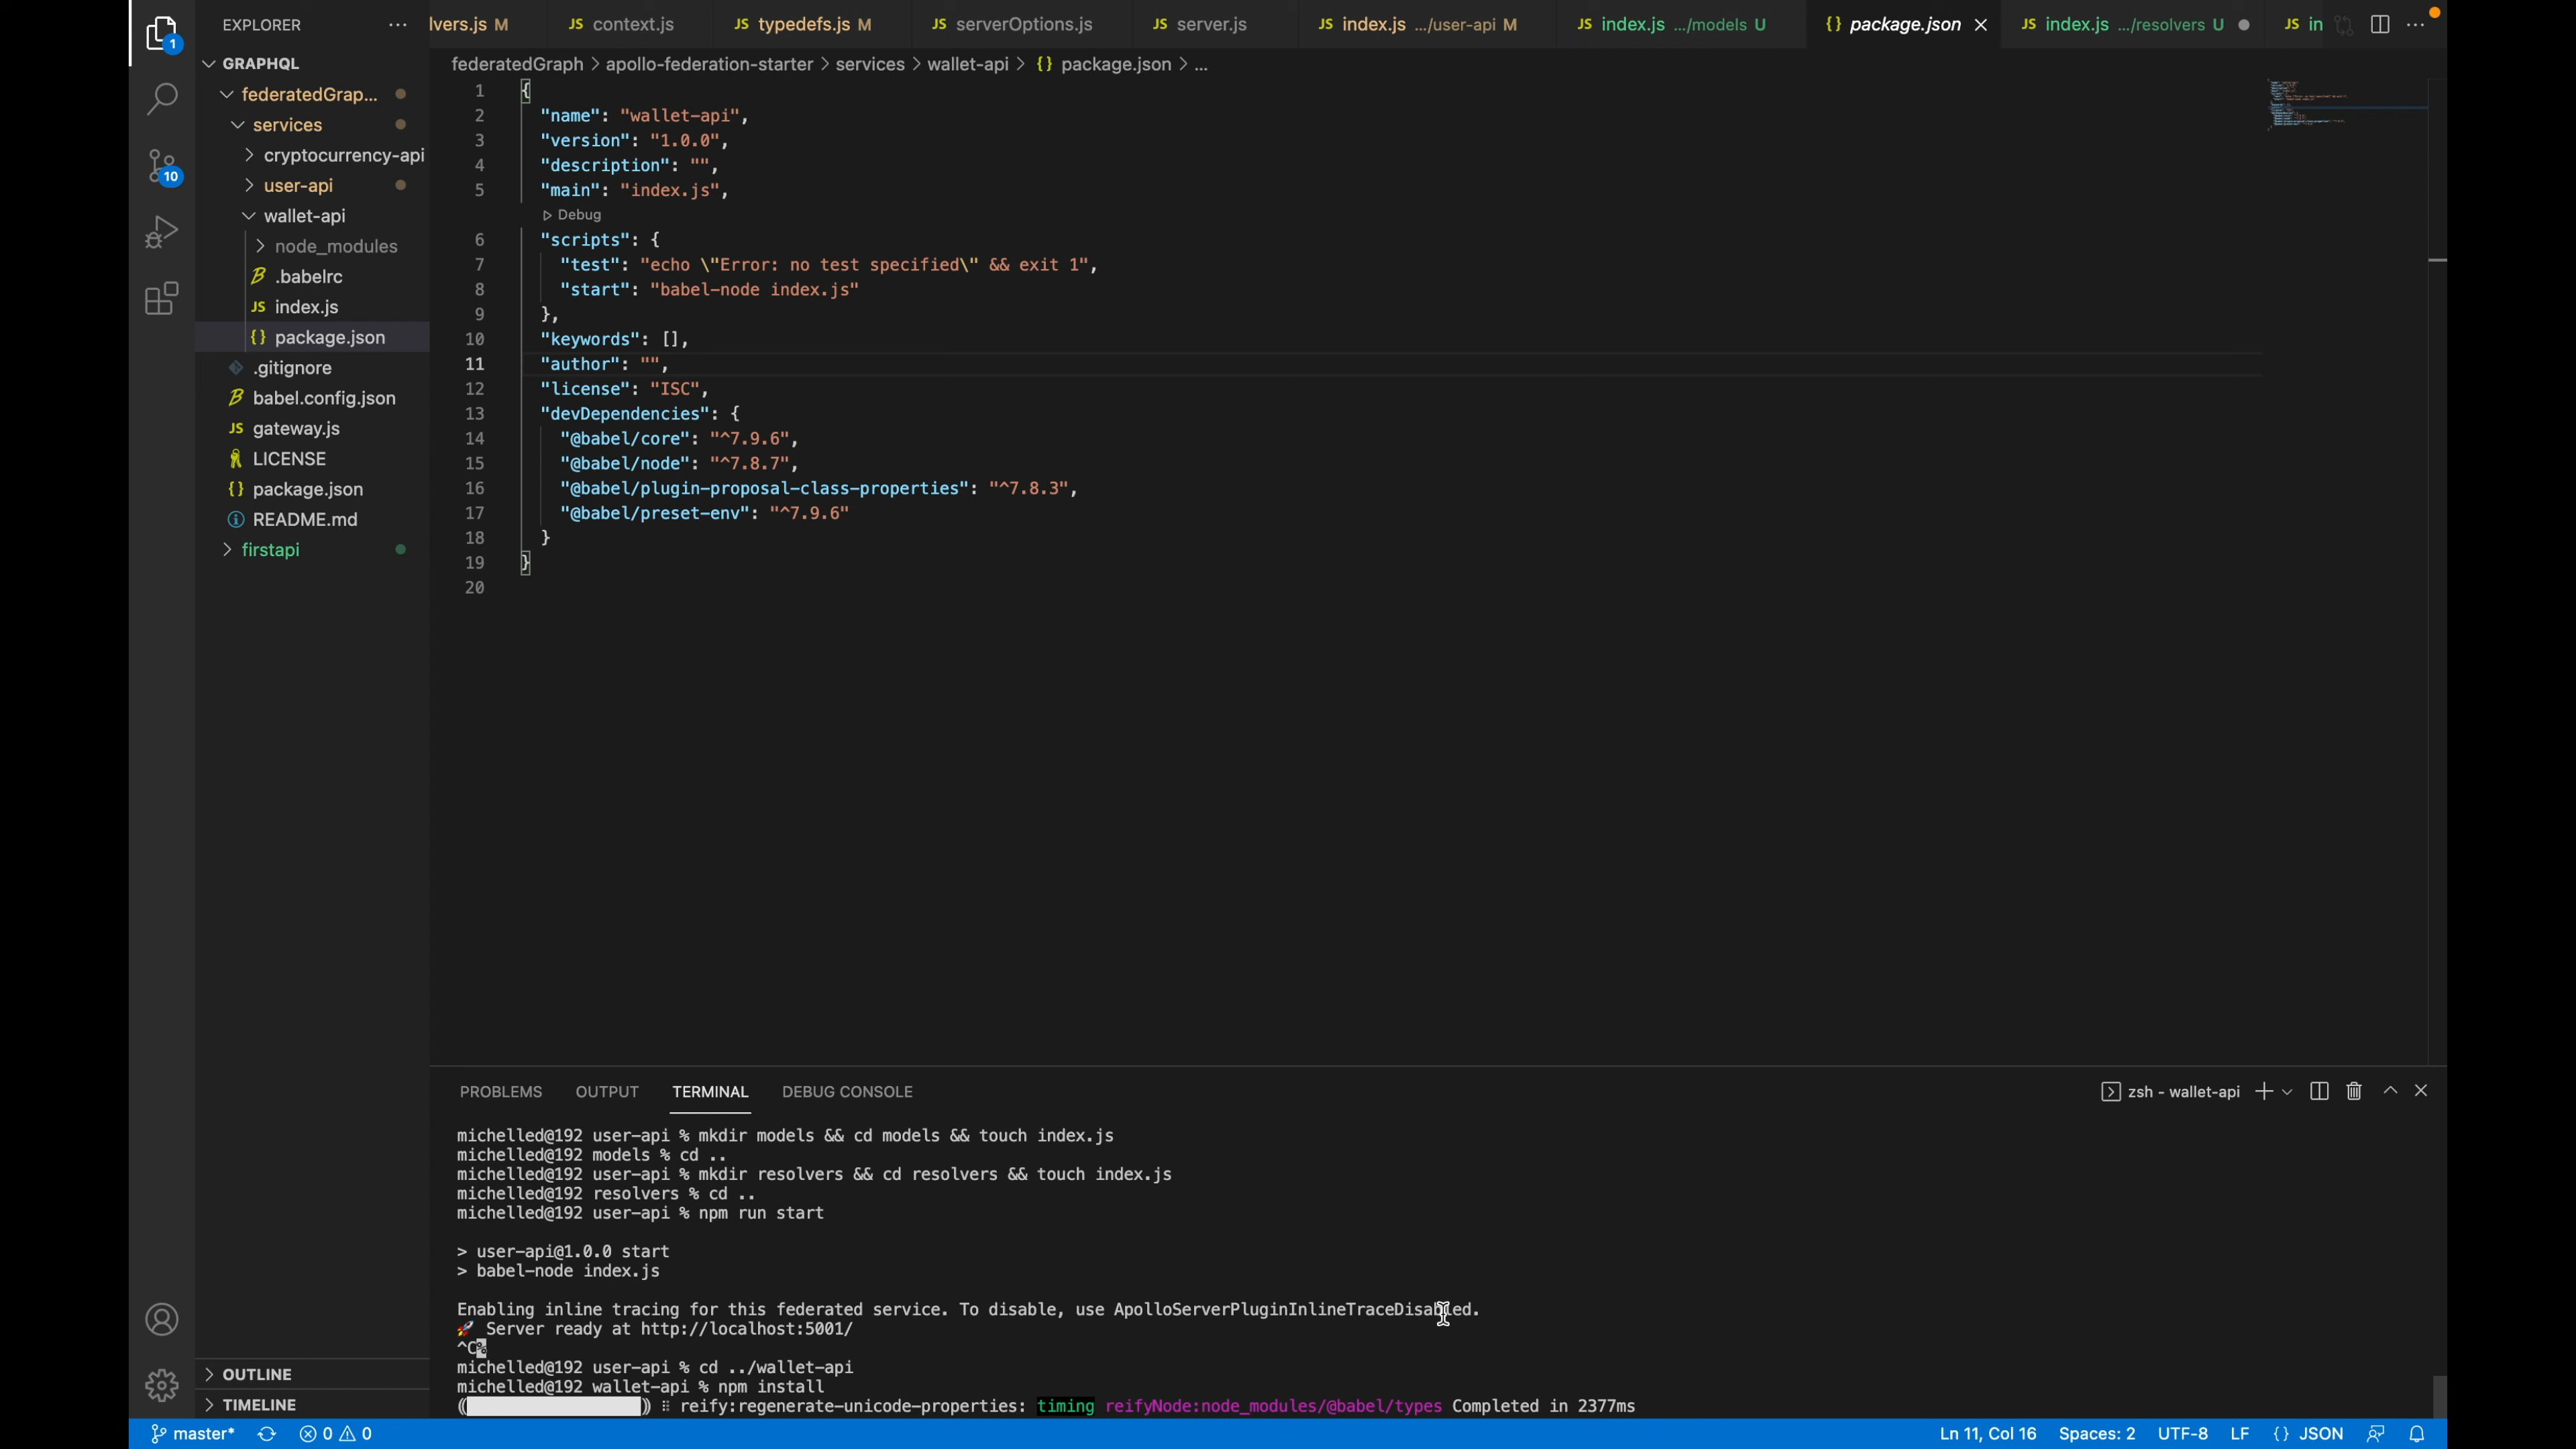 EXPLORER
lvers.js M
context.js
typedefs.js M
serverOptions.js
server.js
index.js .../user-api M
index.js .../models U
{} package.json
index.js .../resolvers U
JS in
GRAPHQL
federatedGraph > apollo-federation-starter > services > wallet-api > {} package.json > ...
federatedGrap...
services
cryptocurrency-api
user-api
wallet-api
node_modules
.babelrc
index.js
package.json
.gitignore
babel.config.json
gateway.js
LICENSE
package.json
README.md
firstapi
OUTLINE
TIMELINE
1
10
1 {
2 "name": "wallet-api",
3 "version": "1.0.0",
4 "description": "",
5 "main": "index.js",
Debug
6 "scripts": {
7 "test": "echo \"Error: no test specified\" && exit 1",
8 "start": "babel-node index.js"
9 },
10 "keywords": [],
11 "author": "",
12 "license": "ISC",
13 "devDependencies": {
14 "@babel/core": "^7.9.6",
15 "@babel/node": "^7.8.7",
16 "@babel/plugin-proposal-class-properties": "^7.8.3",
17 "@babel/preset-env": "^7.9.6"
18 }
19 }
20
PROBLEMS OUTPUT TERMINAL DEBUG CONSOLE
zsh - wallet-api
michelled@192 user-api % mkdir models && cd models && touch index.js
michelled@192 models % cd ..
michelled@192 user-api % mkdir resolvers && cd resolvers && touch index.js
michelled@192 resolvers % cd ..
michelled@192 user-api % npm run start
> user-api@1.0.0 start
> babel-node index.js
Enabling inline tracing for this federated service. To disable, use ApolloServerPluginInlineTraceDisabled.
🚀 Server ready at http://localhost:5001/
^C%
michelled@192 user-api % cd ../wallet-api
michelled@192 wallet-api % npm install
reify:regenerate-unicode-properties: timing reifyNode:node_modules/@babel/types Completed in 2377ms
master* 0 0 Ln 11, Col 16 Spaces: 2 UTF-8 LF {} JSON